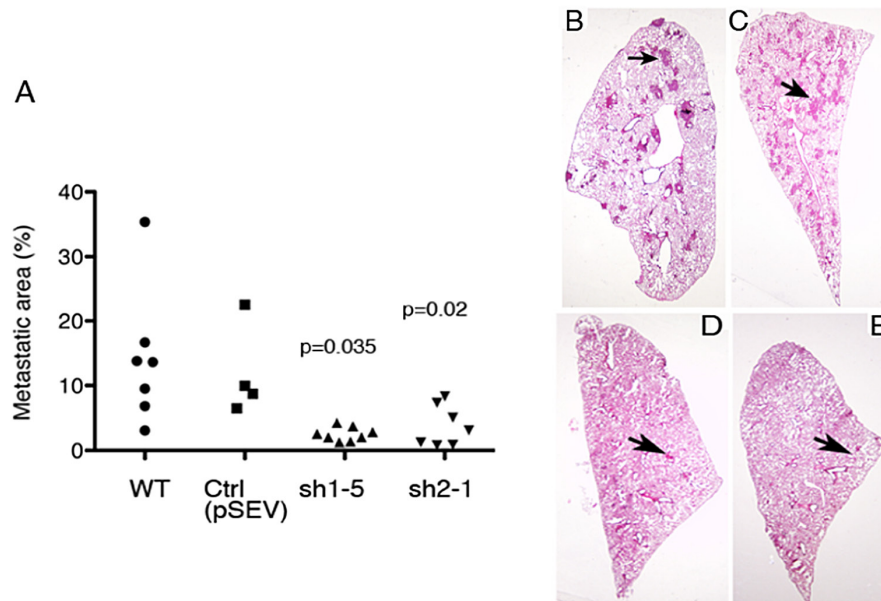 A
Metastatic area (%)
40
30
20
10
0
p=0.035
p=0.02
WT
Ctrl
(pSEV)
sh1-5
sh2-1
B
C
D
E